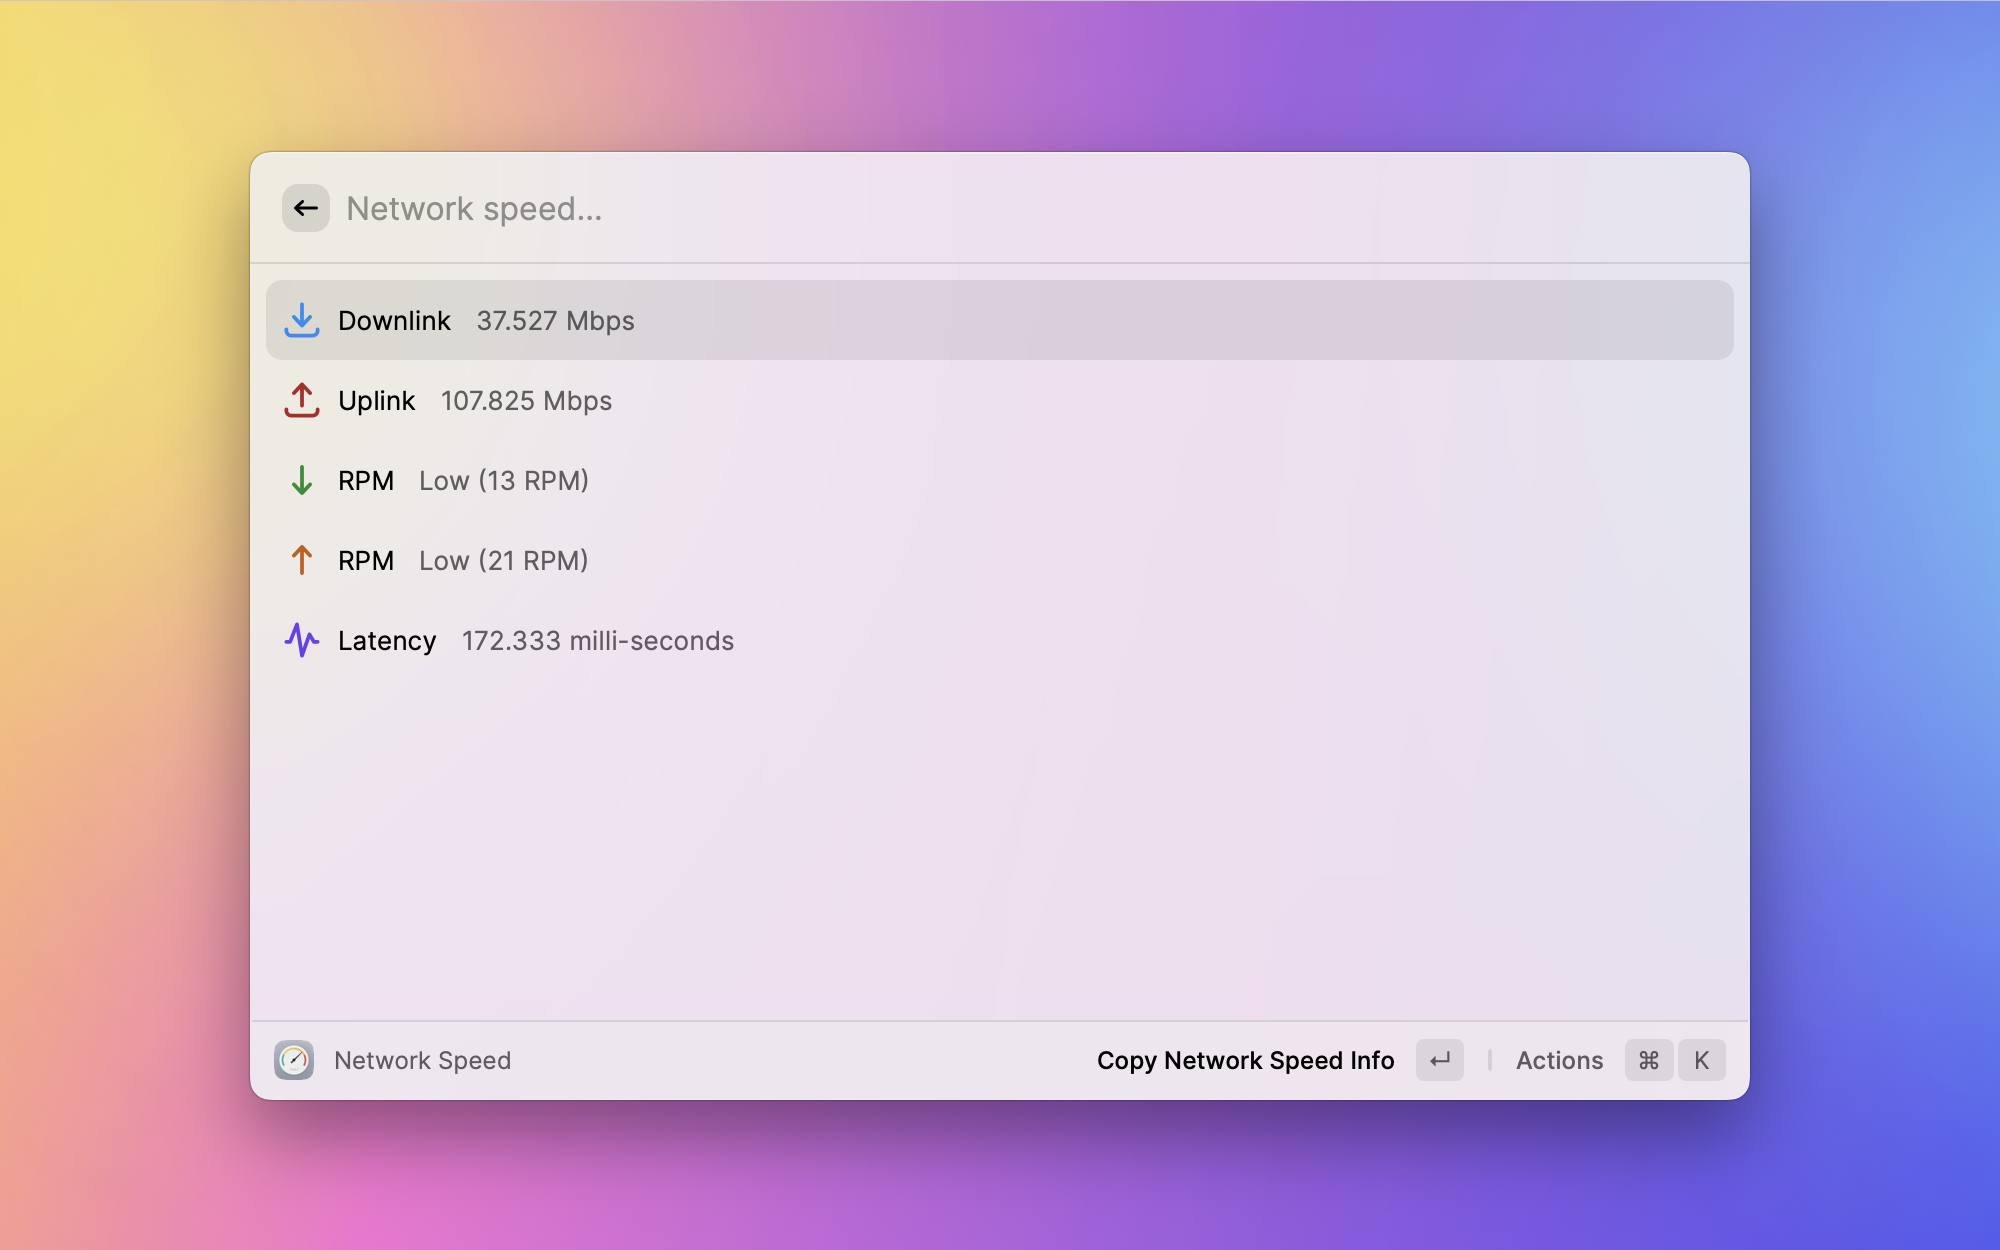 Network speed...
Downlink 37.527 Mbps
Uplink 107.825 Mbps
RPM Low (13 RPM)
RPM Low (21 RPM)
Latency 172.333 milli-seconds
Network Speed Copy Network Speed Info ↵ Actions ⌘ K